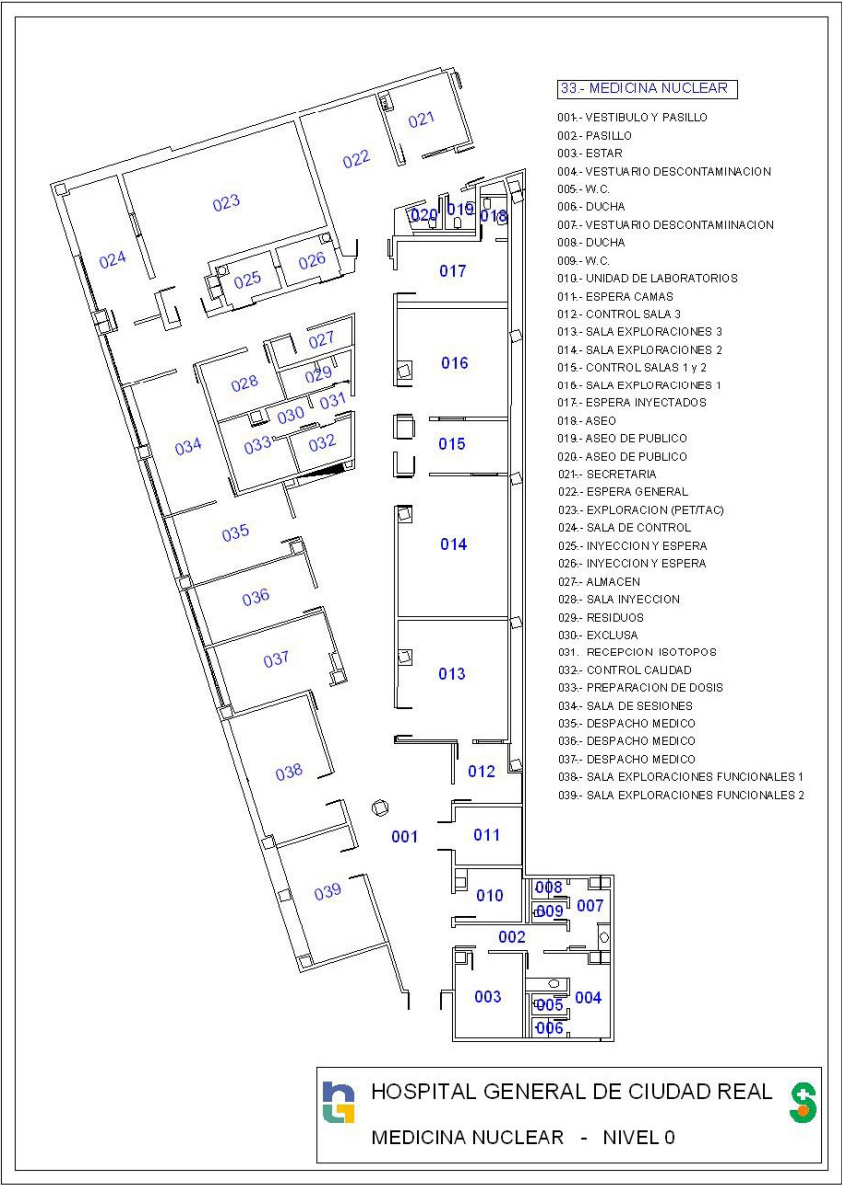 33.- MEDICINA NUCLEAR
001.- VESTIBULO Y PASILLO
002.- PASILLO
003.- ESTAR
004.- VESTUARIO DESCONTAMINACION
005.- W.C.
006.- DUCHA
007.- VESTUARIO DESCONTAMIINACION
008.- DUCHA
009.- W.C.
010.- UNIDAD DE LABORATORIOS
011.- ESPERA CAMAS
012.- CONTROL SALA 3
013.- SALA EXPLORACIONES 3
014.- SALA EXPLORACIONES 2
015.- CONTROL SALAS 1 y 2
016.- SALA EXPLORACIONES 1
017.- ESPERA INYECTADOS
018.- ASEO
019.- ASEO DE PUBLICO
020.- ASEO DE PUBLICO
021.- SECRETARIA
022.- ESPERA GENERAL
023.- EXPLORACION (PET/TAC)
024.- SALA DE CONTROL
025.- INYECCION Y ESPERA
026.- INYECCION Y ESPERA
027.- ALMACEN
028.- SALA INYECCION
029.- RESIDUOS
030.- EXCLUSA
031. RECEPCION ISOTOPOS
032.- CONTROL CALIDAD
033.- PREPARACION DE DOSIS
034.- SALA DE SESIONES
035.- DESPACHO MEDICO
036.- DESPACHO MEDICO
037.- DESPACHO MEDICO
038.- SALA EXPLORACIONES FUNCIONALES 1
039.- SALA EXPLORACIONES FUNCIONALES 2
021
022
023
020
019
018
024
025
026
017
027
016
028
029
031
030
034
033
032
015
035
014
036
037
013
038
012
001
011
039
010
008
009
007
002
003
004
005
006
HOSPITAL GENERAL DE CIUDAD REAL
MEDICINA NUCLEAR - NIVEL 0